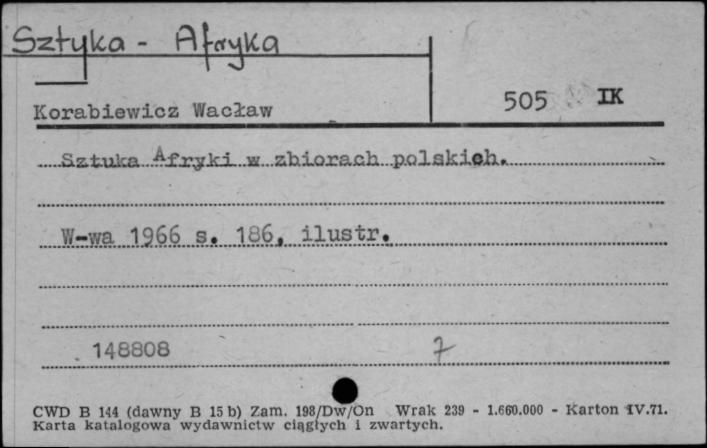 Sztyka - Afryka
505 IK
Korabiewicz Wacław
Sztuka Afryki w zbiorach polskich.
W-wa 1966 s. 186, ilustr.
148808 7
CWD B 144 (dawny B 15 b) Zam. 198/Dw/On Wrak 239 - 1.660.000 - Karton IV.71.
Karta katalogowa wydawnictw ciągłych i zwartych.